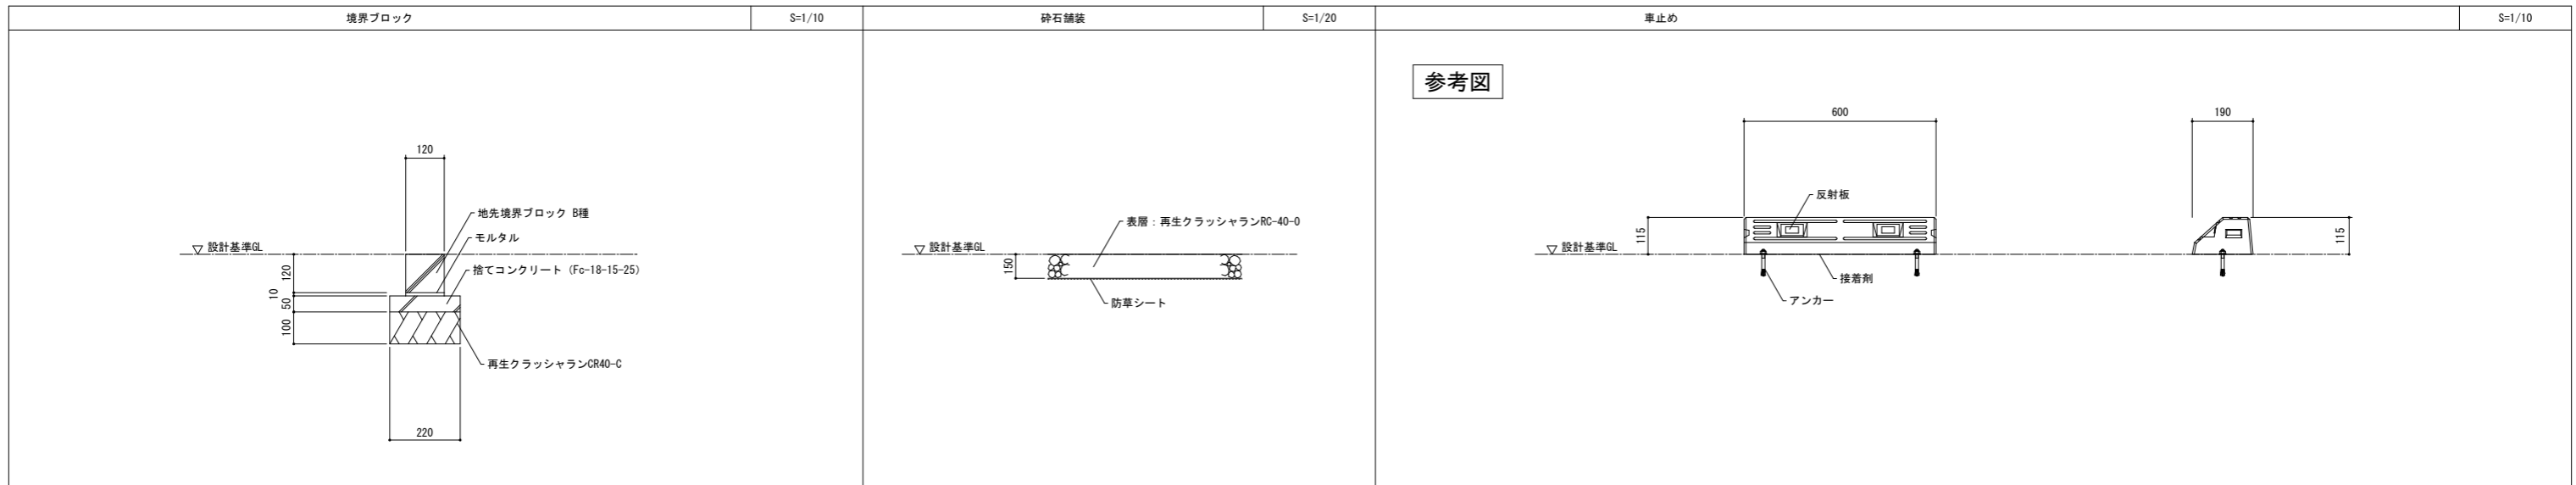 境界ブロック S=1/10 砕石舗装 S=1/20 車止め S=1/10
参考図
120
地先境界ブロック B種
モルタル
捨てコンクリート (Fc-18-15-25)
設計基準GL
120
10
50
100
再生クラッシャランCR40-C
220
表層：再生クラッシャランRC-40-0
設計基準GL
150
防草シート
600
190
反射板
115
115
設計基準GL
接着剤
アンカー